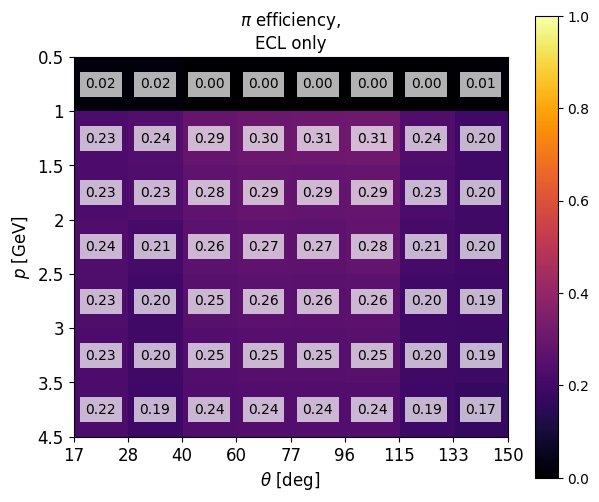 π efficiency,
ECL only
0.5
0.02 0.02 0.00 0.00 0.00 0.00 0.00 0.01
1
0.23 0.24 0.29 0.30 0.31 0.31 0.24 0.20
1.5
0.23 0.23 0.28 0.29 0.29 0.29 0.23 0.20
2
0.24 0.21 0.26 0.27 0.27 0.28 0.21 0.20
2.5
0.23 0.20 0.25 0.26 0.26 0.26 0.20 0.19
3
0.23 0.20 0.25 0.25 0.25 0.25 0.20 0.19
3.5
0.22 0.19 0.24 0.24 0.24 0.24 0.19 0.17
4.5
p [GeV]
17 28 40 60 77 96 115 133 150
θ [deg]
1.0
0.8
0.6
0.4
0.2
0.0